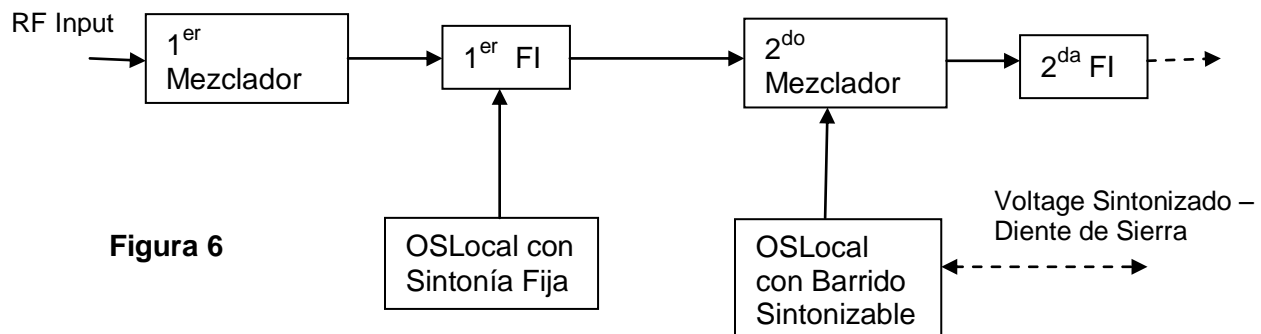 RF Input
1er
Mezclador
1er FI
2do
Mezclador
2da FI
Figura 6
OSLocal con
Sintonía Fija
OSLocal
con Barrido
Sintonizable
Voltage Sintonizado –
Diente de Sierra